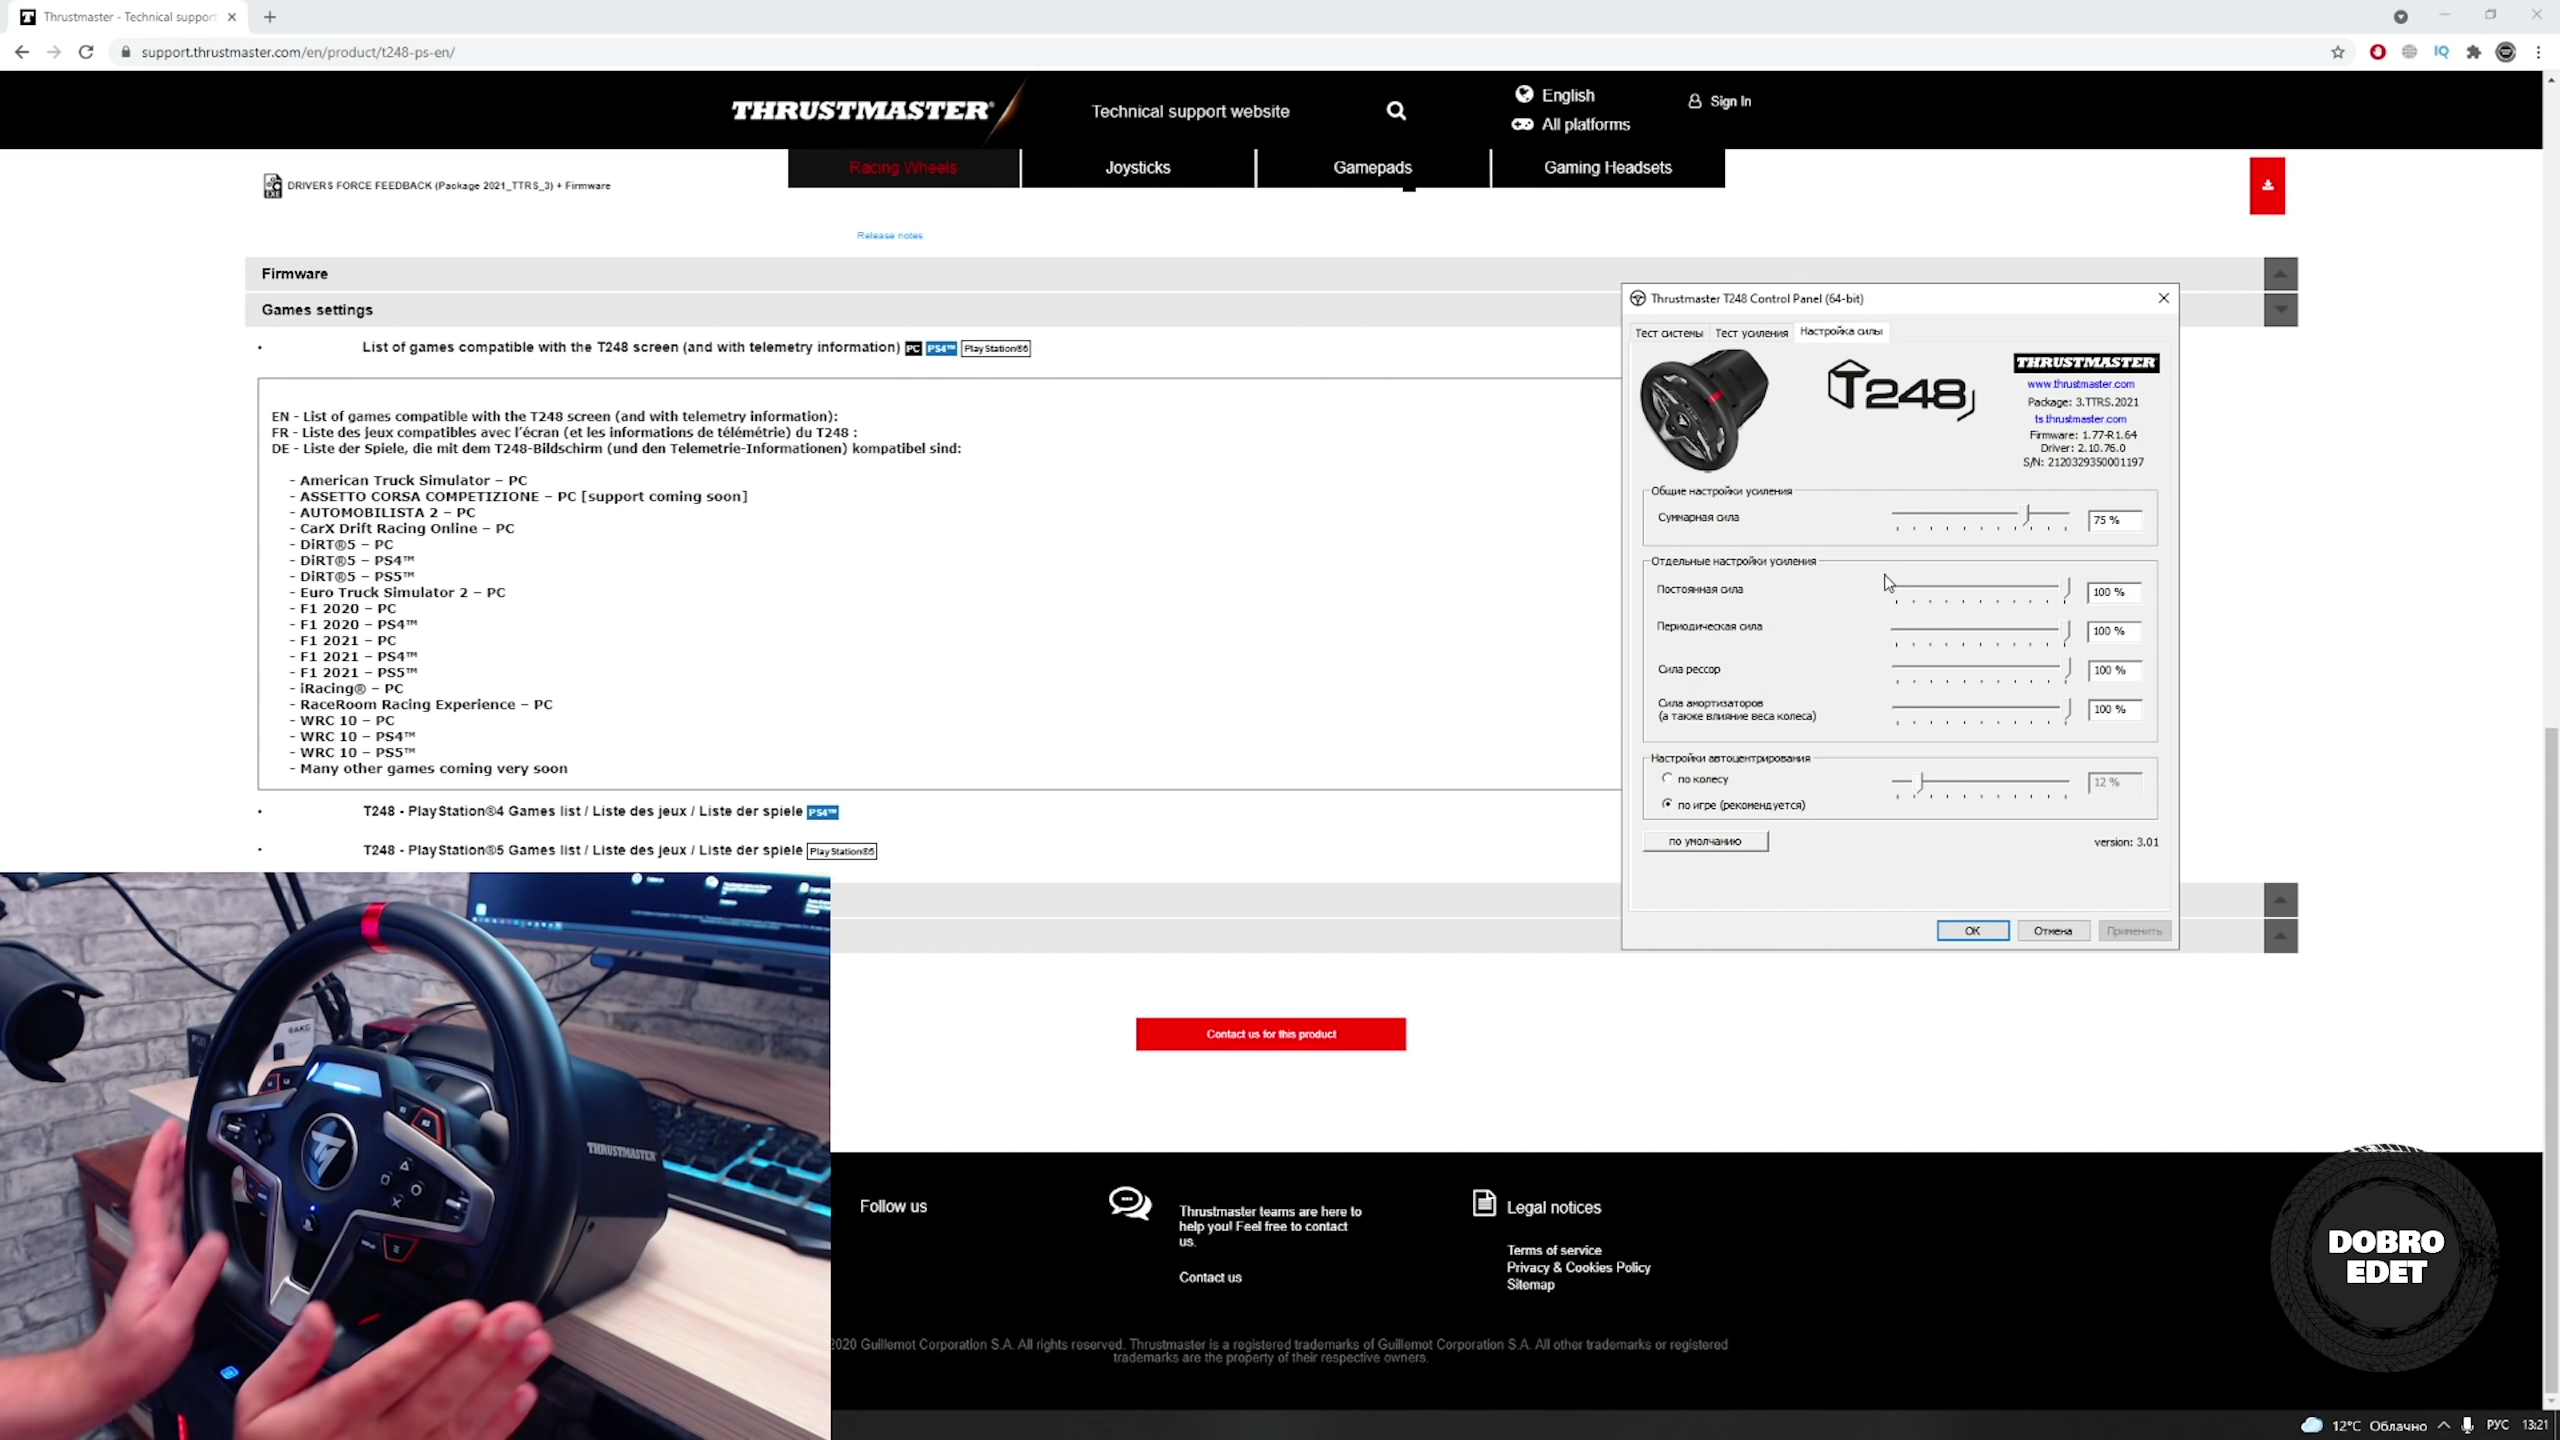 Thrustmaster - Technical support
support.thrustmaster.com/en/product/t248-ps-en/
IQ
THRUSTMASTER
Technical support website
English
All platforms
Sign In
Racing Wheels
Joysticks
Gamepads
Gaming Headsets
DRIVERS FORCE FEEDBACK (Package 2021_TTRS_3) + Firmware
Release notes
Firmware
Games settings
• List of games compatible with the T248 screen (and with telemetry information) PC PS4™ PlayStation®5
EN - List of games compatible with the T248 screen (and with telemetry information):
FR - Liste des jeux compatibles avec l'écran (et les informations de télémétrie) du T248 :
DE - Liste der Spiele, die mit dem T248-Bildschirm (und den Telemetrie-Informationen) kompatibel sind:
- American Truck Simulator – PC
- ASSETTO CORSA COMPETIZIONE – PC [support coming soon]
- AUTOMOBILISTA 2 – PC
- CarX Drift Racing Online – PC
- DiRT®5 – PC
- DiRT®5 – PS4™
- DiRT®5 – PS5™
- Euro Truck Simulator 2 – PC
- F1 2020 – PC
- F1 2020 – PS4™
- F1 2021 – PC
- F1 2021 – PS4™
- F1 2021 – PS5™
- iRacing® – PC
- RaceRoom Racing Experience – PC
- WRC 10 – PC
- WRC 10 – PS4™
- WRC 10 – PS5™
- Many other games coming very soon
• T248 - PlayStation®4 Games list / Liste des jeux / Liste der spiele PS4™
• T248 - PlayStation®5 Games list / Liste des jeux / Liste der spiele PlayStation®5
Thrustmaster T248 Control Panel (64-bit)
Тест системы
Тест усиления
Настройка силы
T248
THRUSTMASTER
www.thrustmaster.com
Package: 3.TTRS.2021
ts.thrustmaster.com
Firmware: 1.77-R1.64
Driver: 2.10.76.0
S/N: 2120329350001197
Общие настройки усиления
Суммарная сила 75 %
Отдельные настройки усиления
Постоянная сила 100 %
Периодическая сила 100 %
Сила рессор 100 %
Сила амортизаторов
(а также влияние веса колеса) 100 %
Настройки автоцентрирования
по колесу 12 %
по игре (рекомендуется)
по умолчанию
version: 3.01
OK
Отмена
Применить
Contact us for this product
AKG
THRUSTMASTER
Follow us
Thrustmaster teams are here to
help you! Feel free to contact
us.
Contact us
Legal notices
Terms of service
Privacy & Cookies Policy
Sitemap
2020 Guillemot Corporation S.A. All rights reserved. Thrustmaster is a registered trademarks of Guillemot Corporation S.A. All other trademarks or registered
trademarks are the property of their respective owners.
DOBRO
EDET
12°C Облачно
РУС
13:21